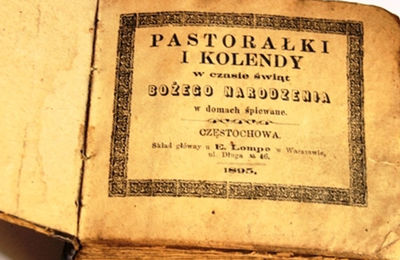 PASTORAŁKI
I KOLENDY
w czasie świąt
BOŻEGO NARODZENIA
w domach śpiewane.
CZĘSTOCHOWA.
Skład główny u E. Lompe w Warszawie,
ul. Długa № 46.
1895.